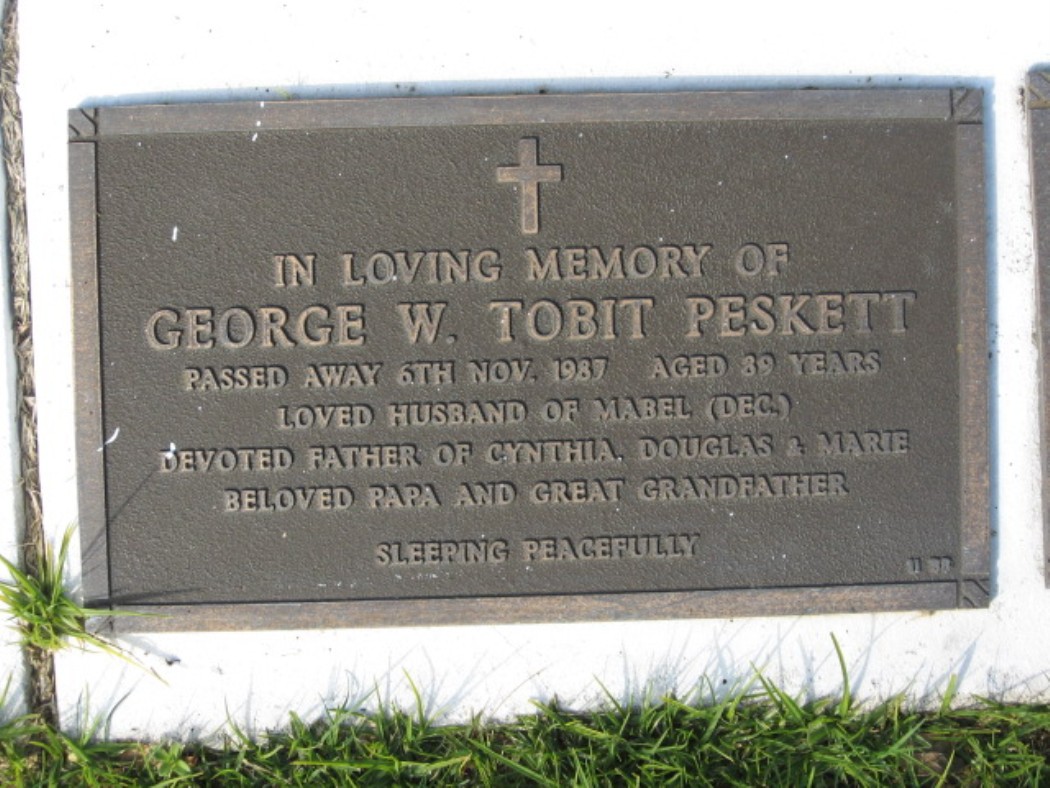 IN LOVING MEMORY OF
GEORGE W. TOBIT PESKETT
PASSED AWAY 6TH NOV. 1987 AGED 89 YEARS
LOVED HUSBAND OF MABEL (DEC.)
DEVOTED FATHER OF CYNTHIA, DOUGLAS & MARIE
BELOVED PAPA AND GREAT GRANDFATHER
SLEEPING PEACEFULLY